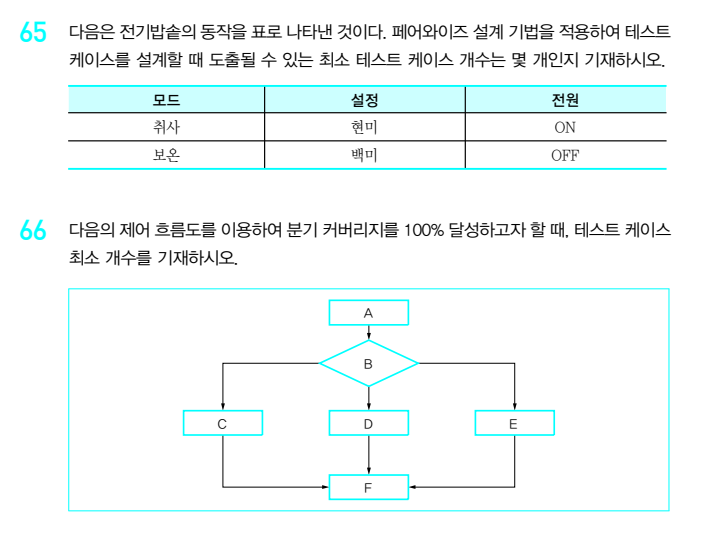 65 다음은 전기밥솥의 동작을 표로 나타낸 것이다. 페어와이즈 설계 기법을 적용하여 테스트
케이스를 설계할 때 도출될 수 있는 최소 테스트 케이스 개수는 몇 개인지 기재하시오.
모드 설정 전원
취사 현미 ON
보온 백미 OFF
66 다음의 제어 흐름도를 이용하여 분기 커버리지를 100% 달성하고자 할 때, 테스트 케이스
최소 개수를 기재하시오.
A
B
C D E
F